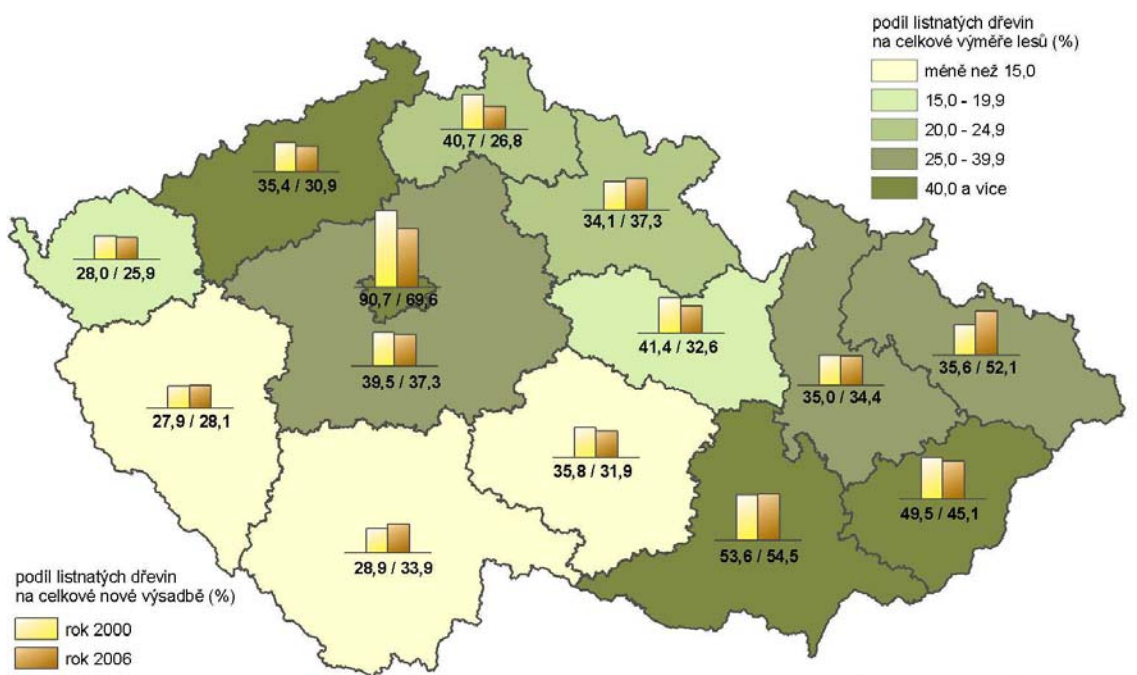 podíl listnatých dřevin
na celkové výměře lesů (%)
méně než 15,0
15,0 - 19,9
20,0 - 24,9
25,0 - 39,9
40,0 a více
40,7 / 26,8
35,4 / 30,9
34,1 / 37,3
28,0 / 25,9
90,7 / 69,6
41,4 / 32,6
35,6 / 52,1
39,5 / 37,3
35,0 / 34,4
27,9 / 28,1
35,8 / 31,9
49,5 / 45,1
53,6 / 54,5
28,9 / 33,9
podíl listnatých dřevin
na celkové nové výsadbě (%)
rok 2000
rok 2006